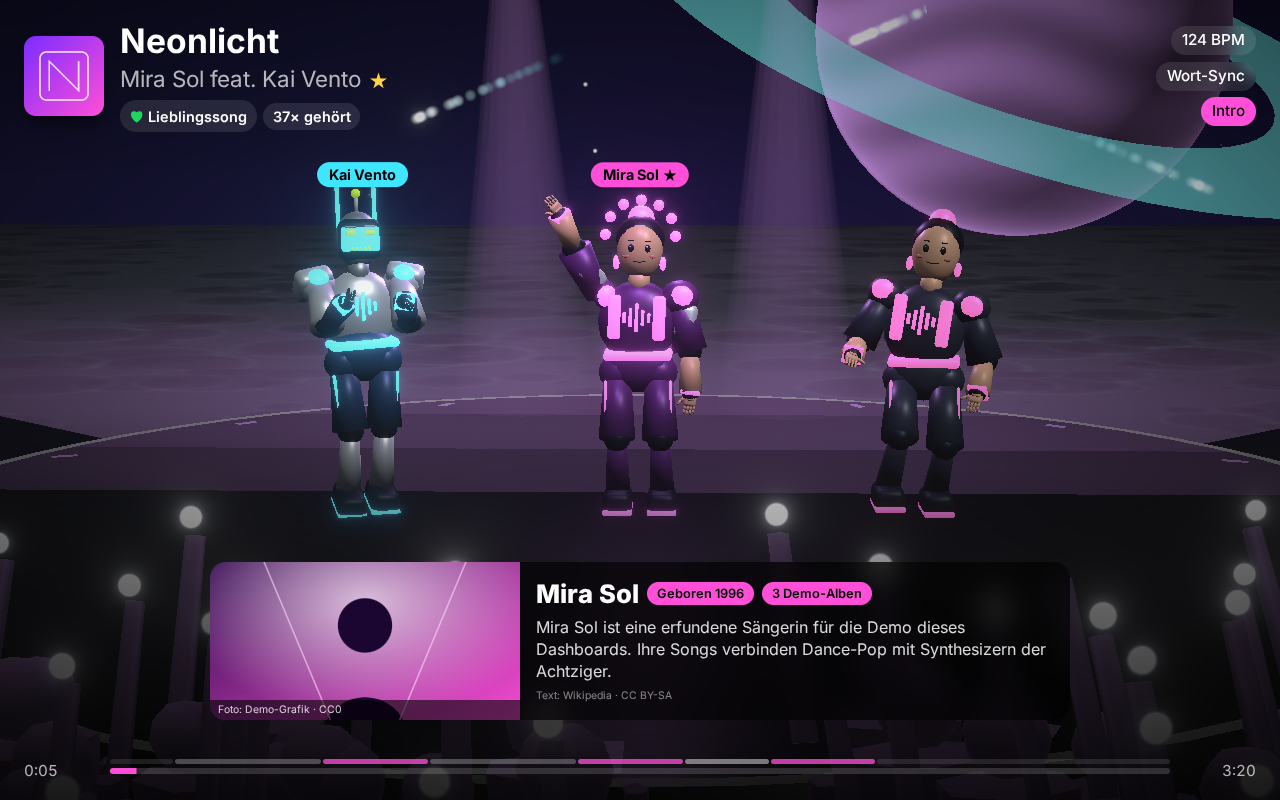 N
Neonlicht
Mira Sol feat. Kai Vento ★
Lieblingssong
37× gehört
124 BPM
Wort-Sync
Intro
Kai Vento
Mira Sol ★
Mira Sol
Geboren 1996
3 Demo-Alben
Mira Sol ist eine erfundene Sängerin für die Demo dieses
Dashboards. Ihre Songs verbinden Dance-Pop mit Synthesizern der
Achtziger.
Text: Wikipedia · CC BY-SA
Foto: Demo-Grafik · CC0
0:05
3:20